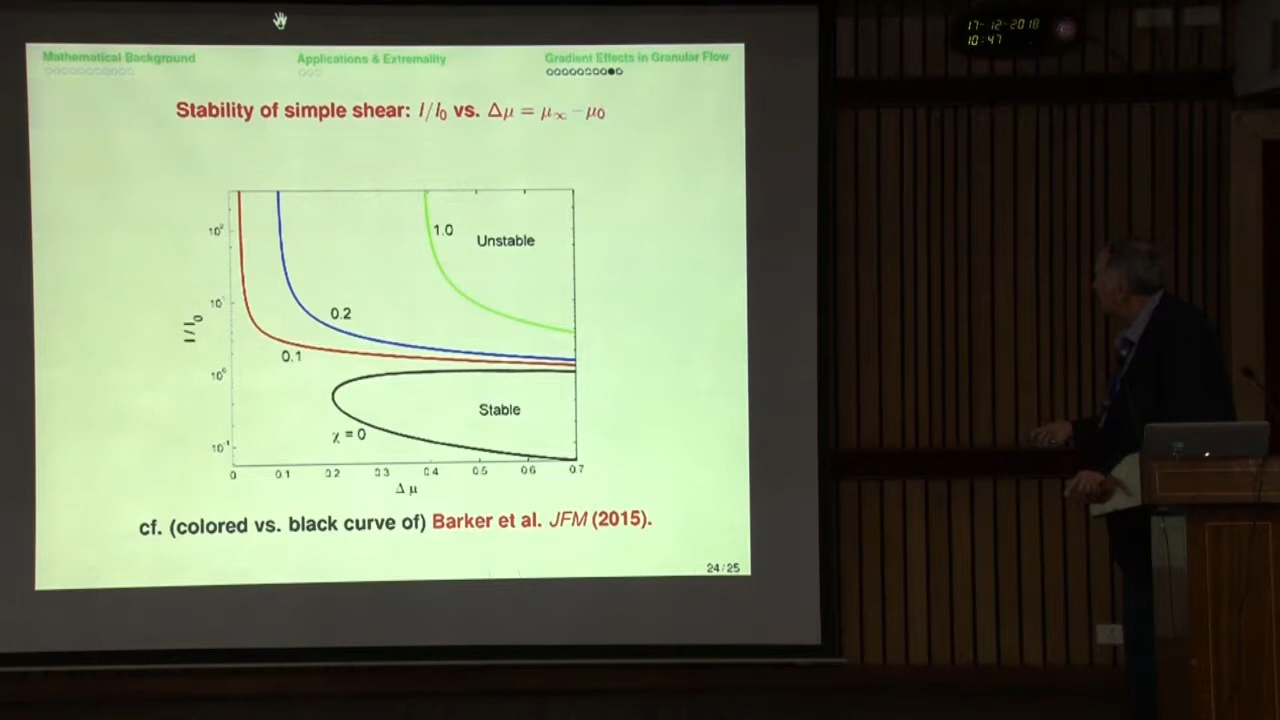 17-12-2018
10:47
Mathematical Background
Applications & Extremality
Gradient Effects in Granular Flow
Stability of simple shear: I/I₀ vs. Δμ = μ∞ − μ₀
10²
1.0
Unstable
10¹
0.2
I / I₀
0.1
10⁰
Stable
χ = 0
10⁻¹
0 0.1 0.2 0.3 0.4 0.5 0.6 0.7
Δ μ
cf. (colored vs. black curve of) Barker et al. JFM (2015).
24/25